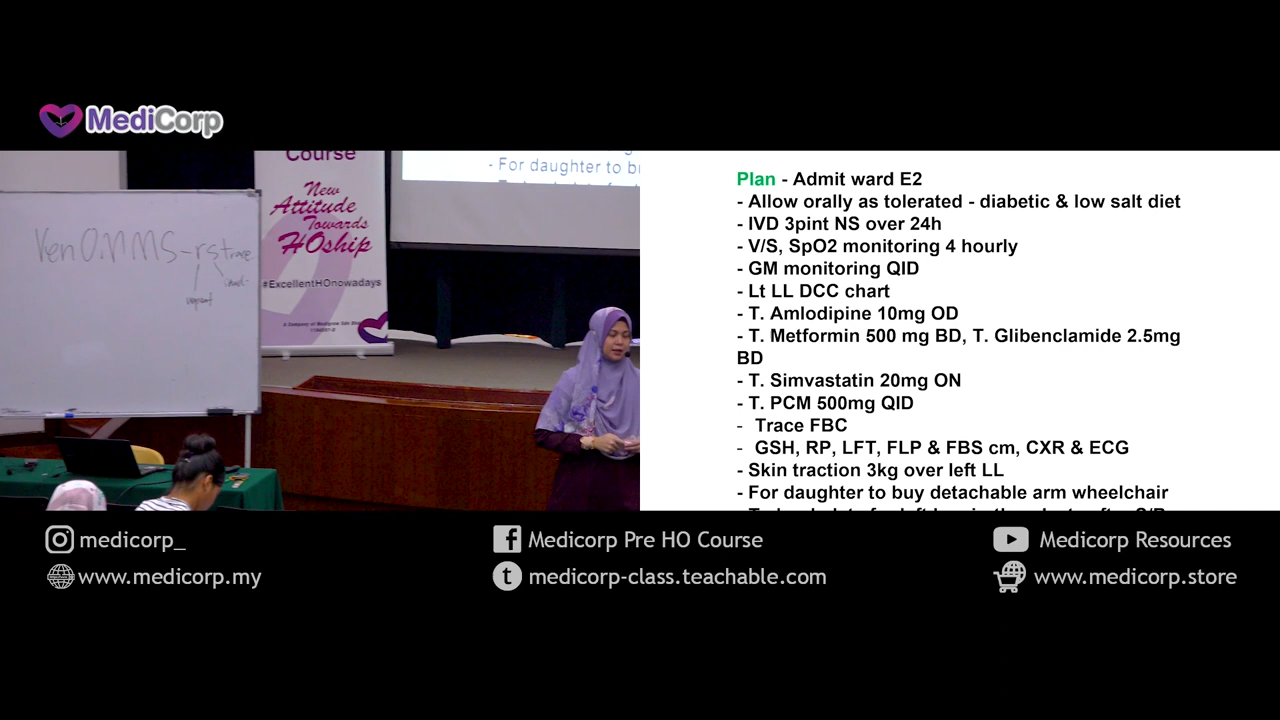 MediCorp
Course
New
Attitude
Towards
HOship
#ExcellentHOnowadays
- For daughter to b
Plan - Admit ward E2
- Allow orally as tolerated - diabetic & low salt diet
- IVD 3pint NS over 24h
- V/S, SpO2 monitoring 4 hourly
- GM monitoring QID
- Lt LL DCC chart
- T. Amlodipine 10mg OD
- T. Metformin 500 mg BD, T. Glibenclamide 2.5mg
BD
- T. Simvastatin 20mg ON
- T. PCM 500mg QID
- Trace FBC
- GSH, RP, LFT, FLP & FBS cm, CXR & ECG
- Skin traction 3kg over left LL
- For daughter to buy detachable arm wheelchair
medicorp_
www.medicorp.my
Medicorp Pre HO Course
medicorp-class.teachable.com
Medicorp Resources
www.medicorp.store